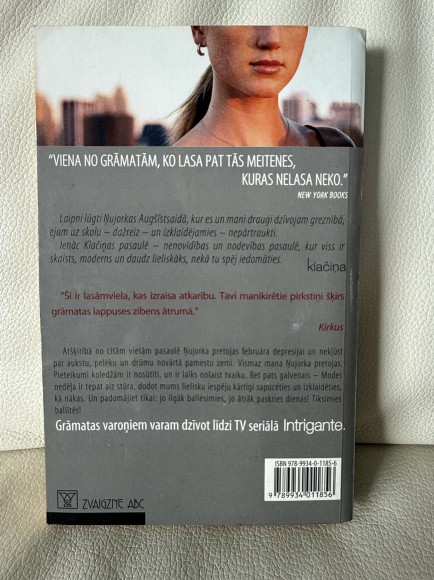 "VIENA NO GRĀMATĀM, KO LASA PAT TĀS MEITENES,
KURAS NELASA NEKO."
NEW YORK BOOKS
Laipni lūgti Ņujorkas Augšīstsaidā, kur es un mani draugi dzīvojam greznībā,
ejam uz skolu – dažreiz – un izklaidējamies – nepārtraukti.
Ienāc Klačiņas pasaulē – nenovīdības un nodevības pasaulē, kur viss ir
skaists, moderns un daudz lieliskāks, nekā tu spēj iedomāties.
klačiņa
"Šī ir lasāmviela, kas izraisa atkarību. Tavi manikirētie pirkstiņi šķirs
grāmatas lappuses zibens ātrumā."
Kirkus
Atšķirībā no citām vietām pasaulē Ņujorka pretojas februāra depresijai un nekļūst
par aukstu, pelēku un drūmu novārtā pamestu zemi. Vismaz mana Ņujorka pretojas.
Pieteikumi koledžām ir nosūtīti, un ir laiks nolaist tvaiku. Bet pats galvenais – Modes
nedēļa ir tepat aiz stūra, dodot mums lielisku iespēju kārtīgi sapucēties un izklaidēties,
kā nākas. Un padomājiet tikai: jo ilgāk ballēsimies, jo ātrāk paskries dienas! Tiksimies
ballītēs!
Grāmatas varoņiem varam dzīvot līdzi TV seriālā Intrigante.
ISBN 978-9934-0-1185-6
9 789934 011856
ZVAIGZNE ABC